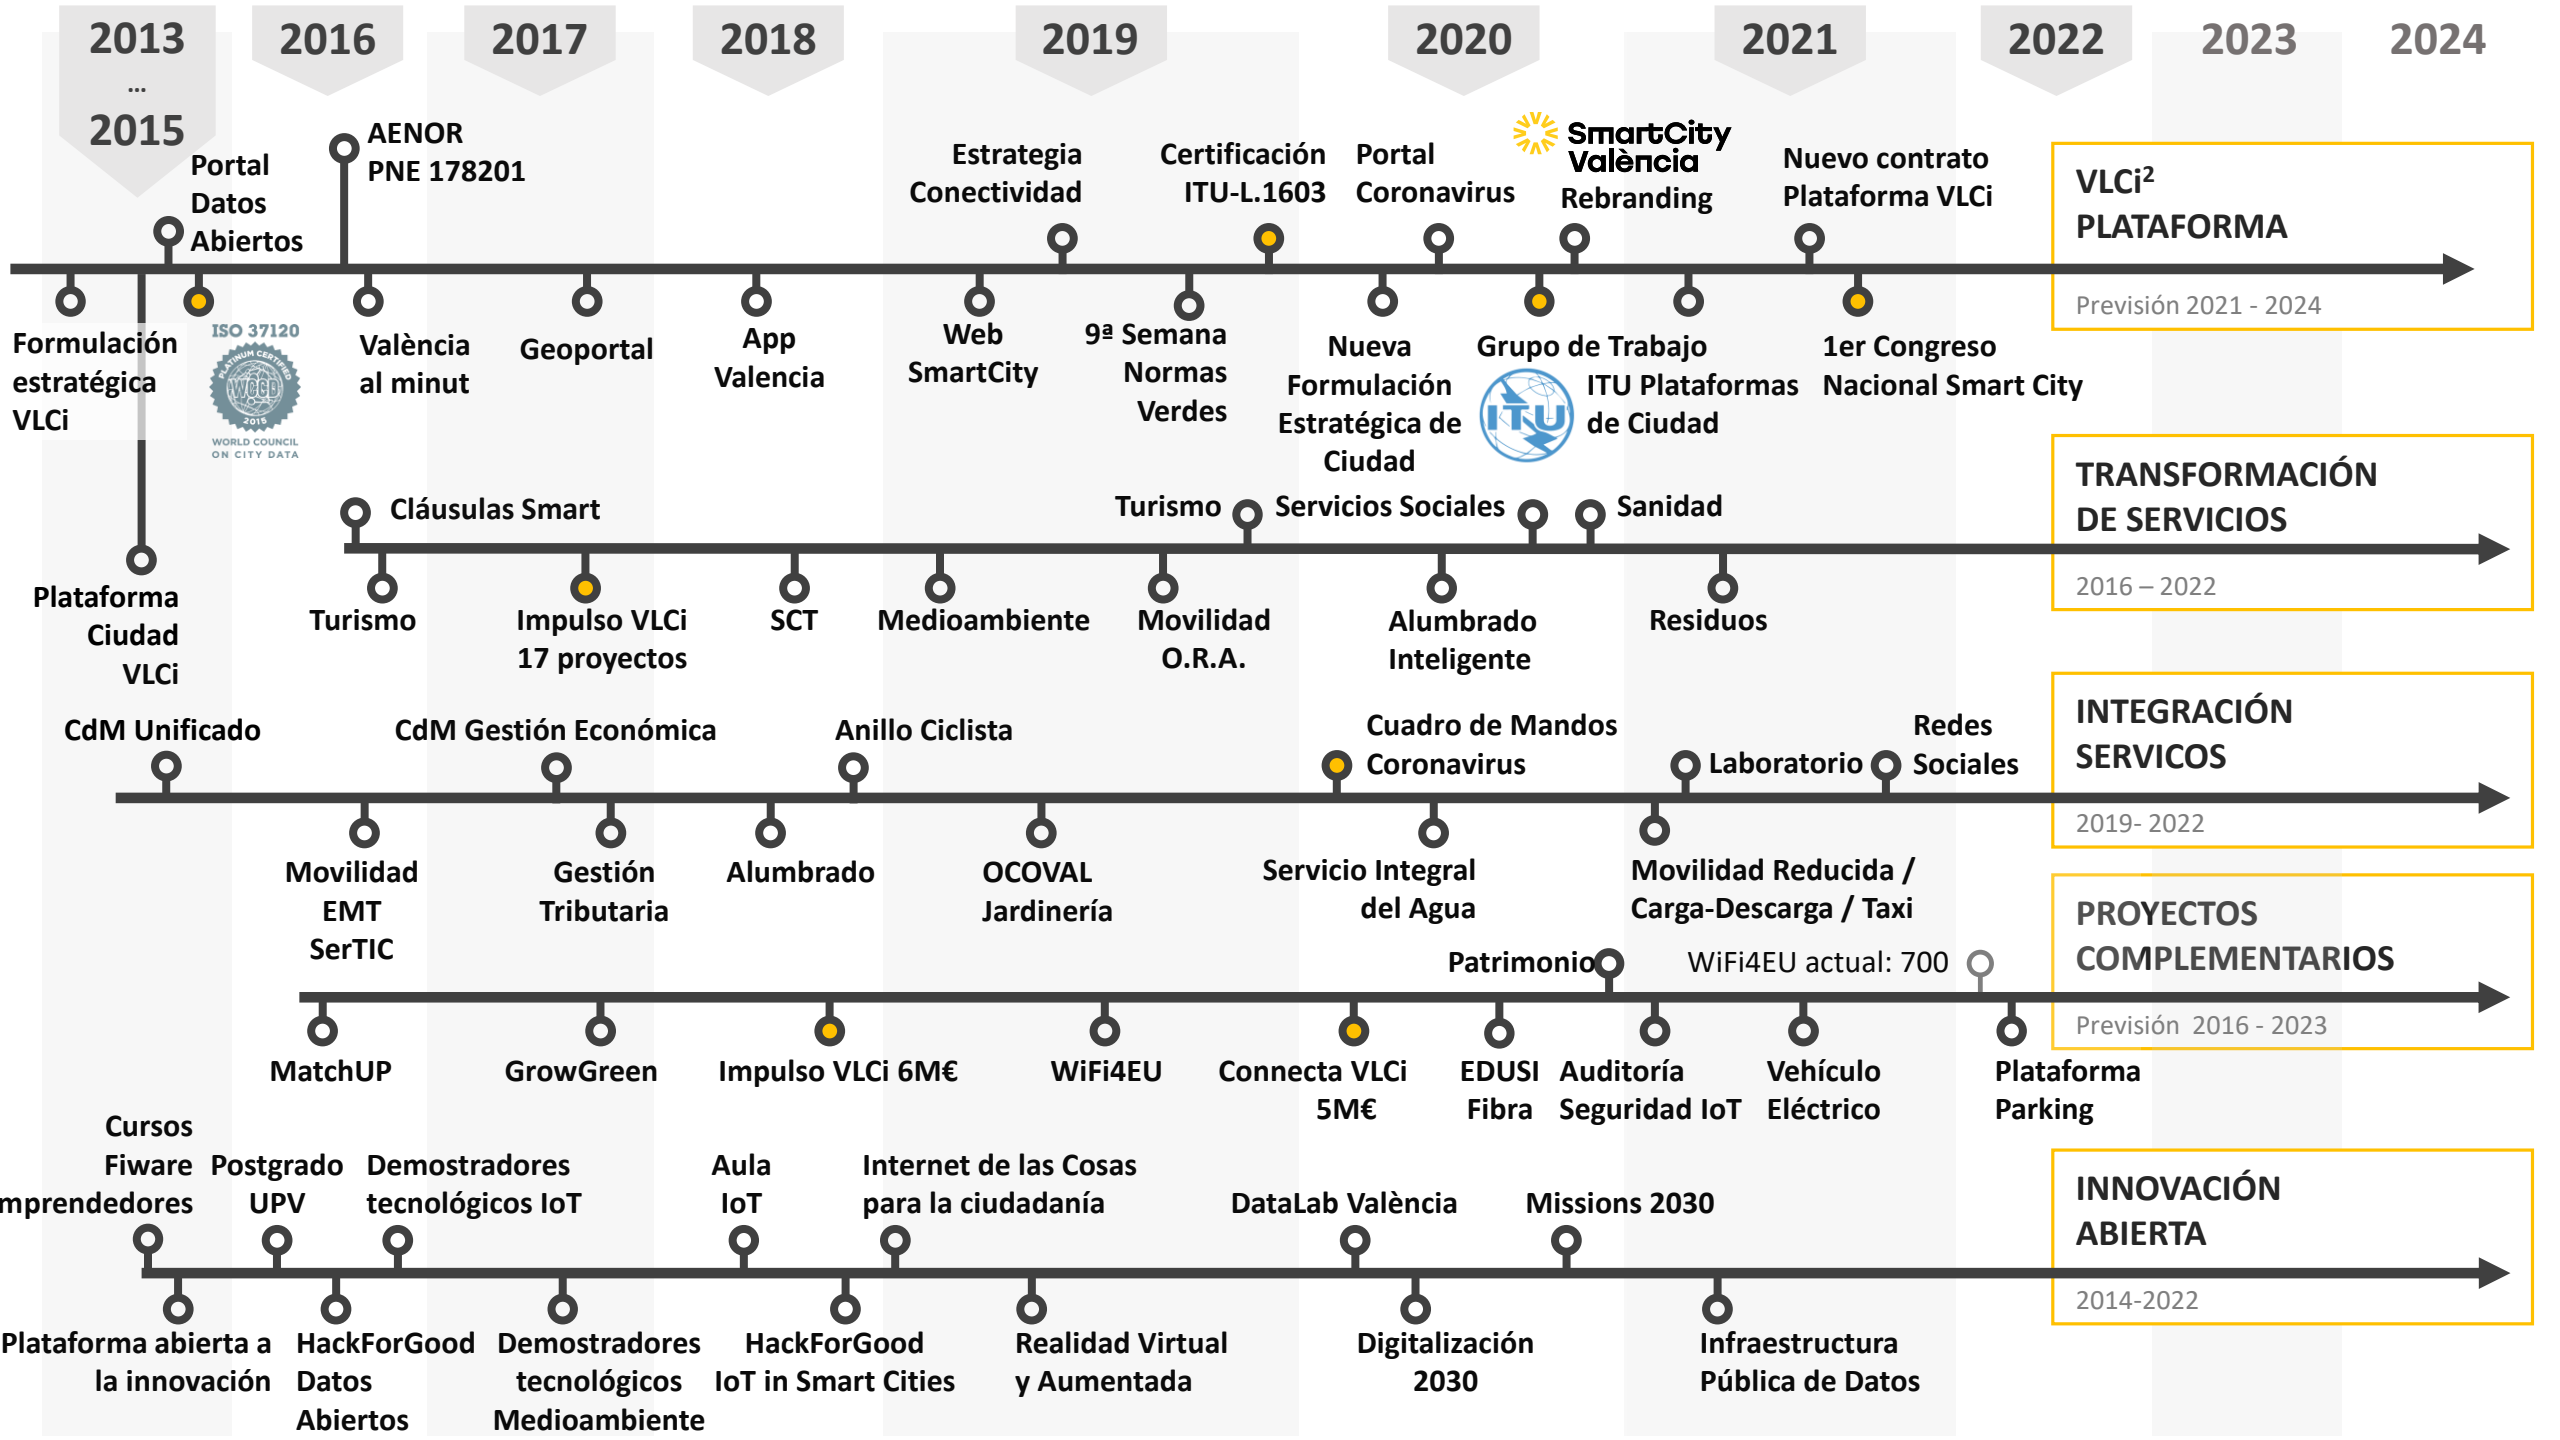 2013
...
2015
2016
2017
2018
2019
2020
2021
2022
2023
2024
Portal
Datos
Abiertos
AENOR
PNE 178201
Estrategia
Conectividad
Certificación
ITU-L.1603
Portal
Coronavirus
SmartCity
València
Rebranding
Nuevo contrato
Plataforma VLCi
VLCi²
PLATAFORMA
Previsión 2021 - 2024
Formulación
estratégica
VLCi
ISO 37120
PLATINUM CERTIFIED
WCCD
2015
WORLD COUNCIL
ON CITY DATA
València
al minut
Geoportal
App
Valencia
Web
SmartCity
9ª Semana
Normas
Verdes
Nueva
Formulación
Estratégica de
Ciudad
Grupo de Trabajo
ITU Plataformas
de Ciudad
ITU
1er Congreso
Nacional Smart City
Plataforma
Ciudad
VLCi
Cláusulas Smart
Turismo
Servicios Sociales
Sanidad
TRANSFORMACIÓN
DE SERVICIOS
2016 – 2022
Turismo
Impulso VLCi
17 proyectos
SCT
Medioambiente
Movilidad
O.R.A.
Alumbrado
Inteligente
Residuos
CdM Unificado
CdM Gestión Económica
Anillo Ciclista
Cuadro de Mandos
Coronavirus
Laboratorio
Redes
Sociales
INTEGRACIÓN
SERVICOS
2019- 2022
Movilidad
EMT
SerTIC
Gestión
Tributaria
Alumbrado
OCOVAL
Jardinería
Servicio Integral
del Agua
Movilidad Reducida /
Carga-Descarga / Taxi
Patrimonio
WiFi4EU actual: 700
PROYECTOS
COMPLEMENTARIOS
Previsión 2016 - 2023
MatchUP
GrowGreen
Impulso VLCi 6M€
WiFi4EU
Connecta VLCi
5M€
EDUSI
Fibra
Auditoría
Seguridad IoT
Vehículo
Eléctrico
Plataforma
Parking
Cursos
Fiware
mprendedores
Postgrado
UPV
Demostradores
tecnológicos IoT
Aula
IoT
Internet de las Cosas
para la ciudadanía
DataLab València
Missions 2030
INNOVACIÓN
ABIERTA
2014-2022
Plataforma abierta a
la innovación
HackForGood
Datos
Abiertos
Demostradores
tecnológicos
Medioambiente
HackForGood
IoT in Smart Cities
Realidad Virtual
y Aumentada
Digitalización
2030
Infraestructura
Pública de Datos